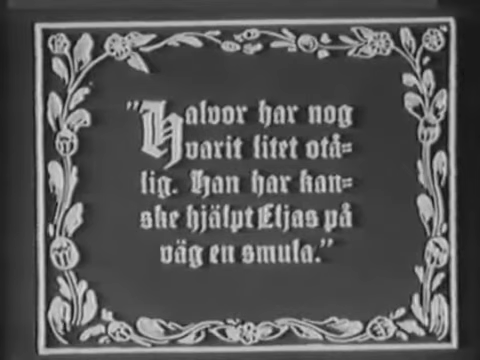 "Halvor har nog
varit litet otå=
lig. Han har kan=
ske hjälpt Eljas på
väg en smula."